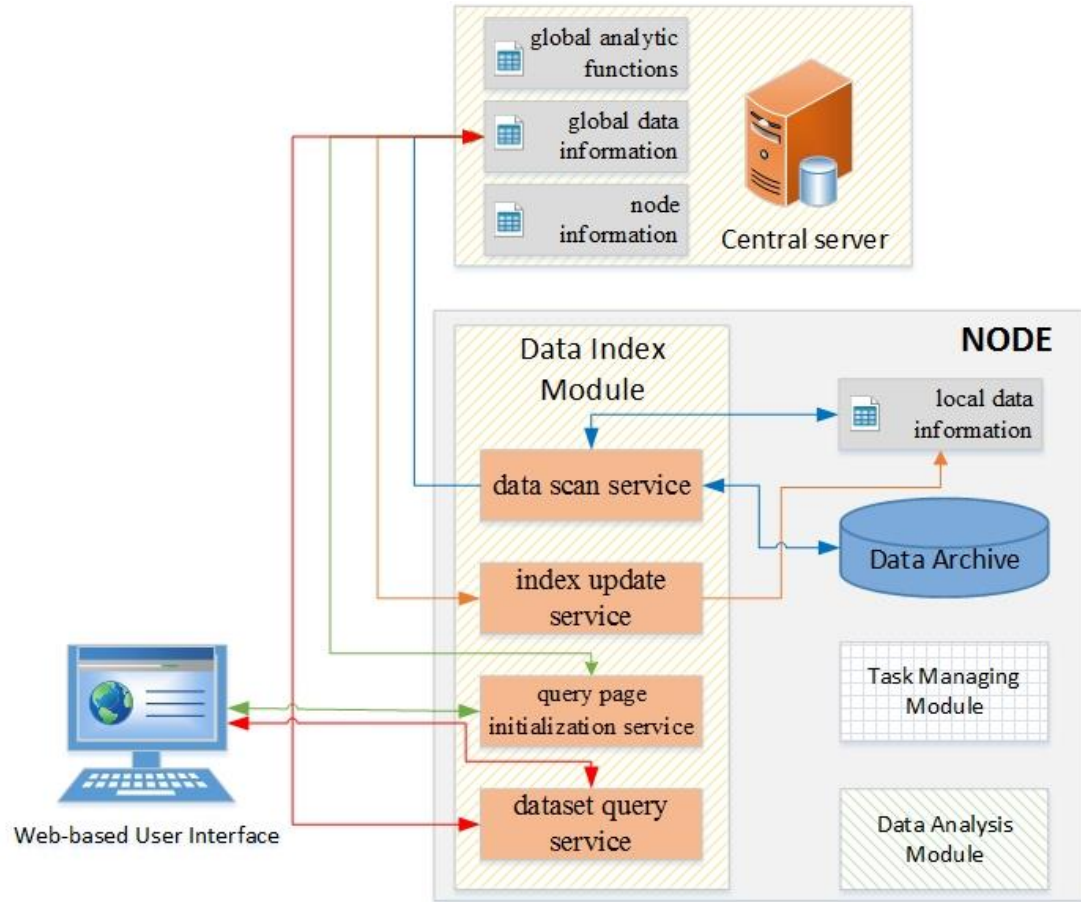 global analytic
functions
global data
information
node
information
Central server
NODE
Data Index
Module
local data
information
data scan service
Data Archive
index update
service
query page
initialization service
Task Managing
Module
dataset query
service
Data Analysis
Module
Web-based User Interface